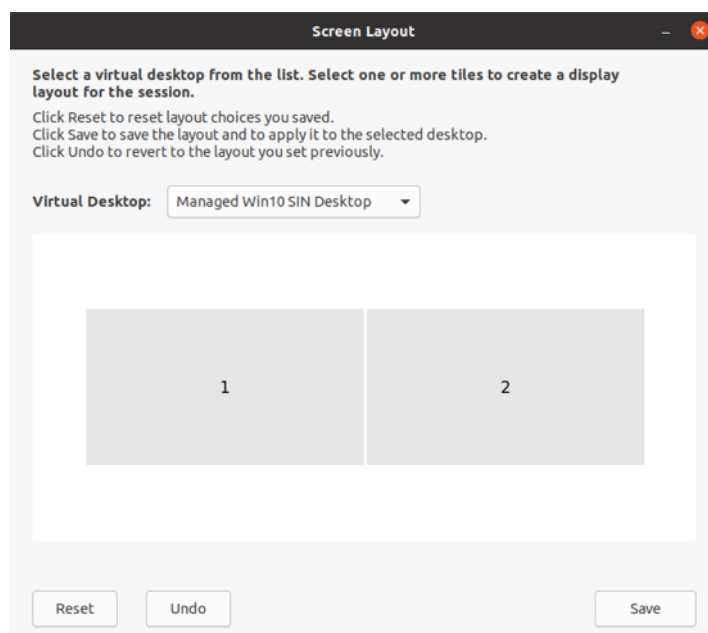 Screen Layout
Select a virtual desktop from the list. Select one or more tiles to create a display
layout for the session.
Click Reset to reset layout choices you saved.
Click Save to save the layout and to apply it to the selected desktop.
Click Undo to revert to the layout you set previously.
Virtual Desktop: Managed Win10 SIN Desktop
1 2
Reset Undo Save